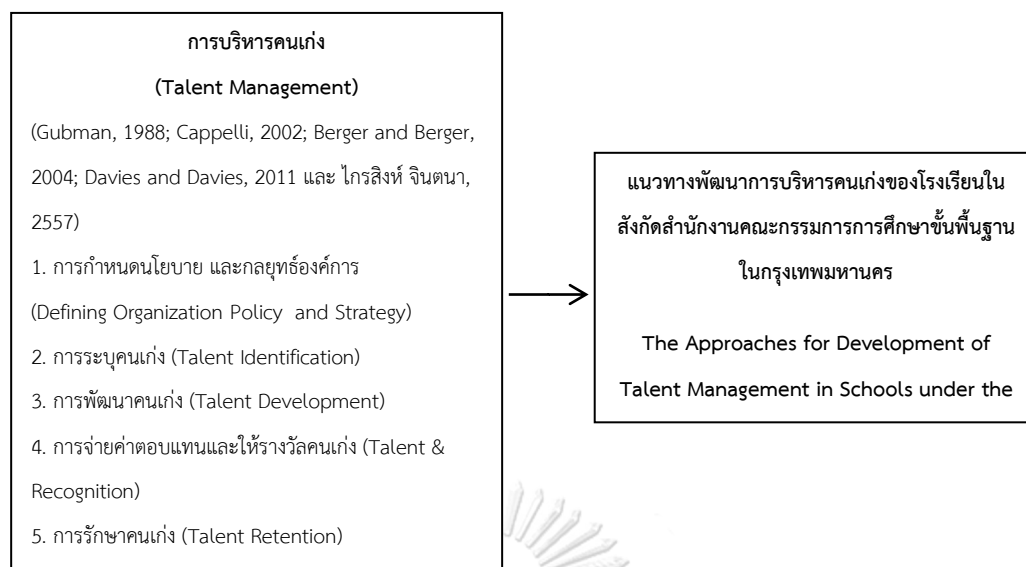 การบริหารคนเก่ง
(Talent Management)
(Gubman, 1988; Cappelli, 2002; Berger and Berger,
2004; Davies and Davies, 2011 และ ไกรสิงห์ จินตนา,
2557)
1. การกำหนดนโยบาย และกลยุทธ์องค์การ
(Defining Organization Policy and Strategy)
2. การระบุคนเก่ง (Talent Identification)
3. การพัฒนาคนเก่ง (Talent Development)
4. การจ่ายค่าตอบแทนและให้รางวัลคนเก่ง (Talent &
Recognition)
5. การรักษาคนเก่ง (Talent Retention)
แนวทางพัฒนาการบริหารคนเก่งของโรงเรียนใน
สังกัดสำนักงานคณะกรรมการการศึกษาขั้นพื้นฐาน
ในกรุงเทพมหานคร
The Approaches for Development of
Talent Management in Schools under the